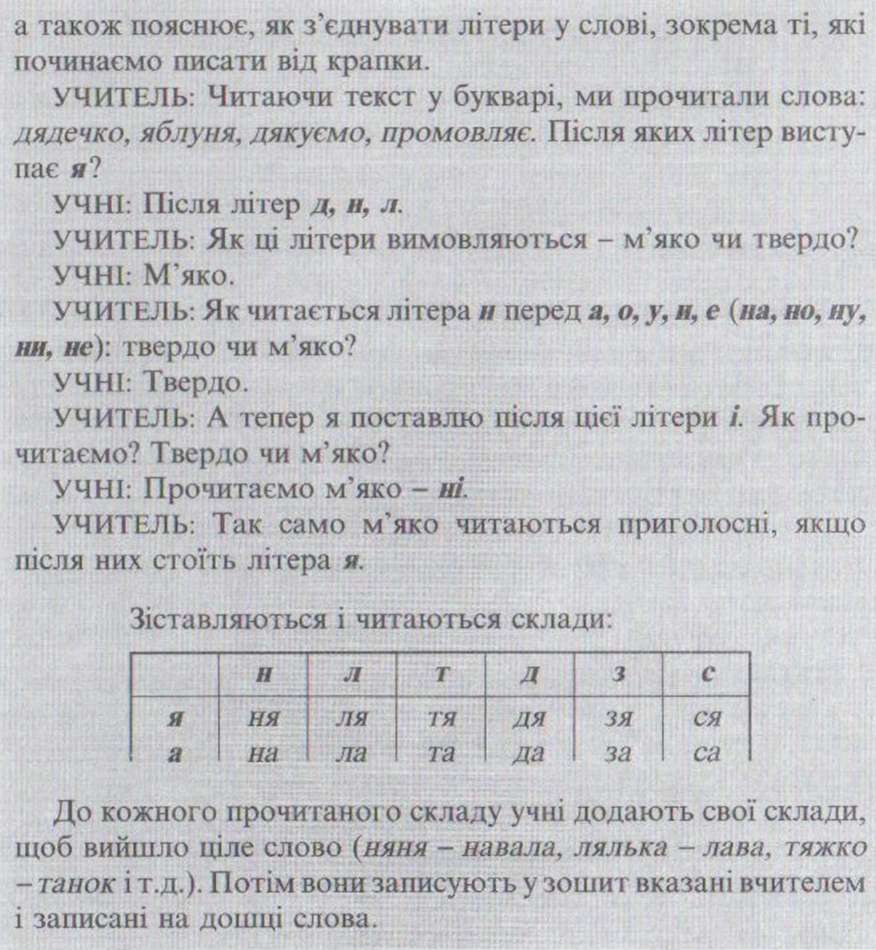 а також пояснює, як з’єднувати літери у слові, зокрема ті, які
починаємо писати від крапки.
УЧИТЕЛЬ: Читаючи текст у букварі, ми прочитали слова:
дядечко, яблуня, дякуємо, промовляє. Після яких літер висту-
пає я?
УЧНІ: Після літер д, н, л.
УЧИТЕЛЬ: Як ці літери вимовляються – м’яко чи твердо?
УЧНІ: М’яко.
УЧИТЕЛЬ: Як читається літера н перед а, о, у, и, е (на, но, ну,
ни, не): твердо чи м’яко?
УЧНІ: Твердо.
УЧИТЕЛЬ: А тепер я поставлю після цієї літери і. Як про-
читаємо? Твердо чи м’яко?
УЧНІ: Прочитаємо м’яко – ні.
УЧИТЕЛЬ: Так само м’яко читаються приголосні, якщо
після них стоїть літера я.
Зіставляються і читаються склади:
н л т д з с
я ня ля тя дя зя ся
а на ла та да за са
До кожного прочитаного складу учні додають свої склади,
щоб вийшло ціле слово (няня – навала, лялька – лава, тяжко
– танок і т.д.). Потім вони записують у зошит вказані вчителем
і записані на дошці слова.